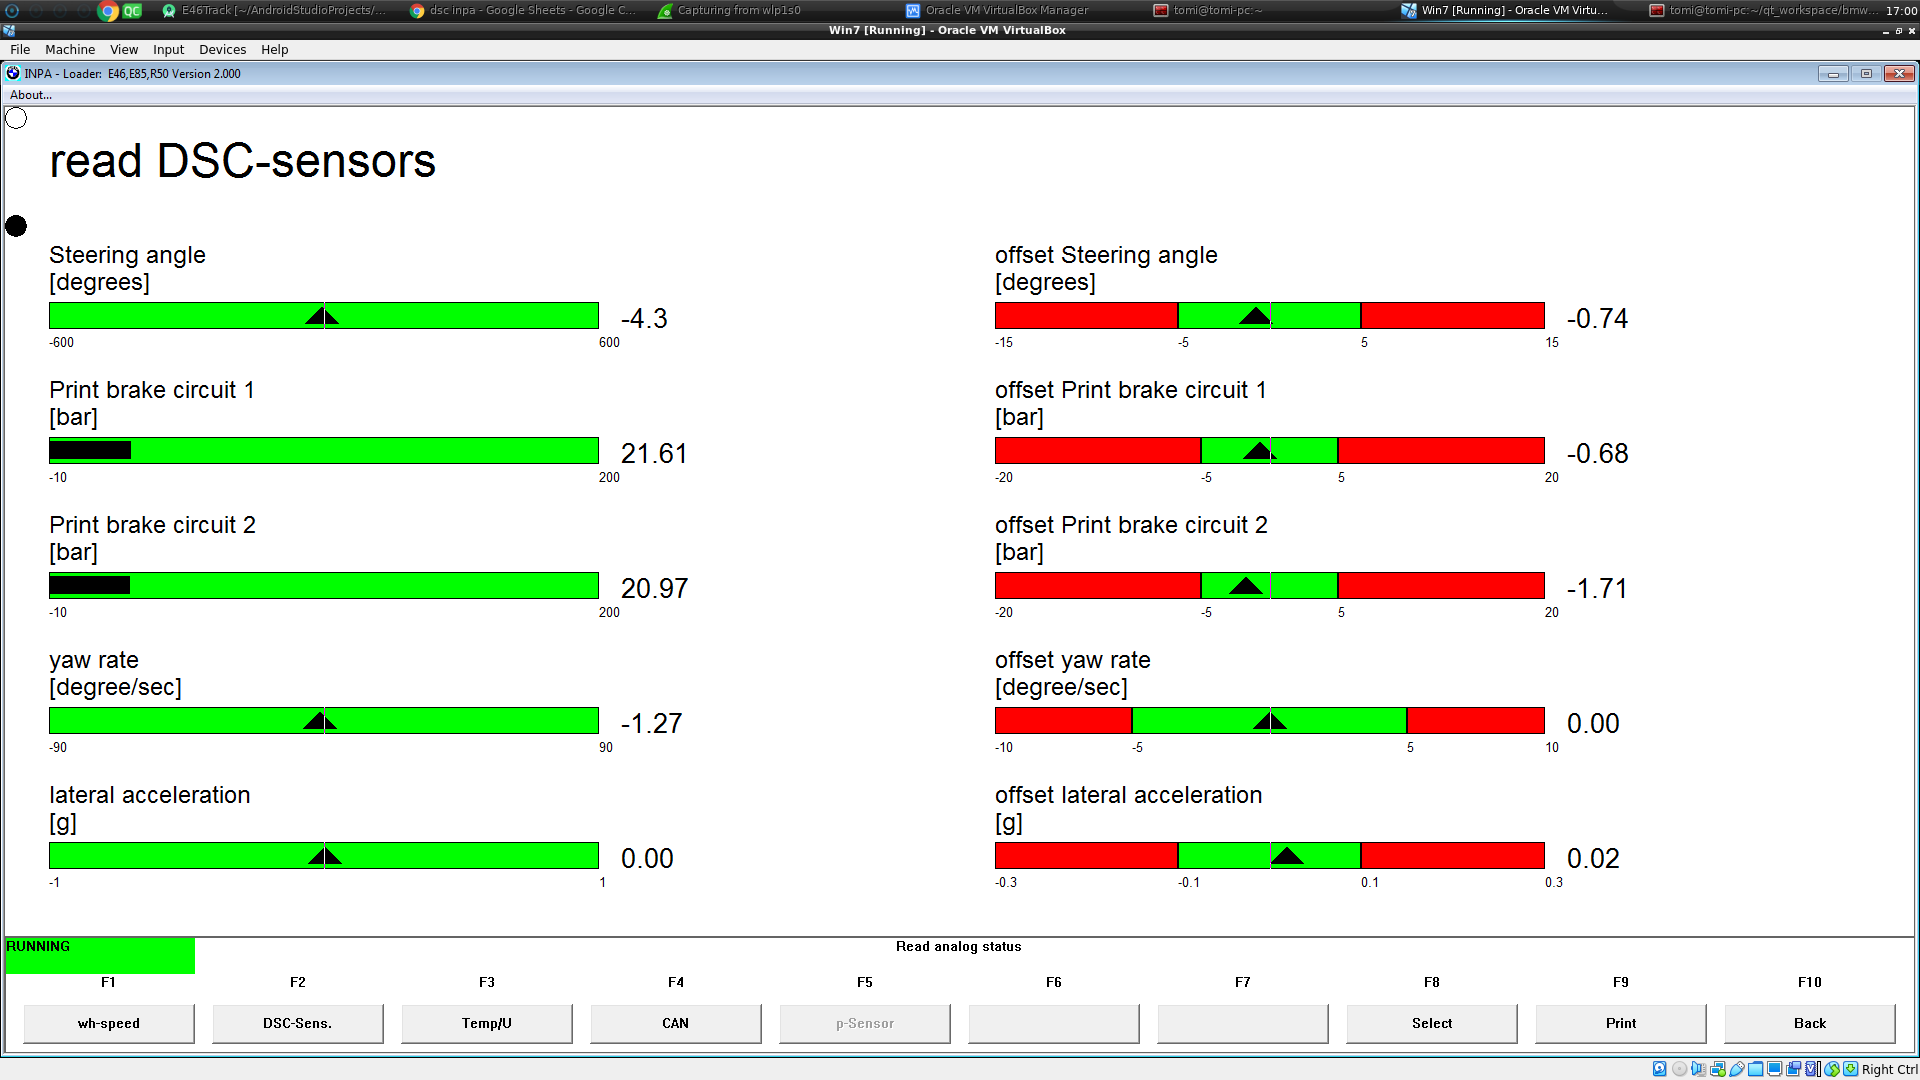 QC E46Track [~/AndroidStudioProjects/... dsc inpa - Google Sheets - Google C... Capturing from wlp1s0 Oracle VM VirtualBox Manager tomi@tomi-pc:~ Win7 [Running] - Oracle VM Virtu... tomi@tomi-pc:~/qt_workspace/bmw... 17:00
Win7 [Running] - Oracle VM VirtualBox
File Machine View Input Devices Help
INPA - Loader: E46,E85,R50 Version 2.000
About...
read DSC-sensors
Steering angle
[degrees]
-4.3
-600 600
offset Steering angle
[degrees]
-0.74
-15 -5 5 15
Print brake circuit 1
[bar]
21.61
-10 200
offset Print brake circuit 1
[bar]
-0.68
-20 -5 5 20
Print brake circuit 2
[bar]
20.97
-10 200
offset Print brake circuit 2
[bar]
-1.71
-20 -5 5 20
yaw rate
[degree/sec]
-1.27
-90 90
offset yaw rate
[degree/sec]
0.00
-10 -5 5 10
lateral acceleration
[g]
0.00
-1 1
offset lateral acceleration
[g]
0.02
-0.3 -0.1 0.1 0.3
RUNNING Read analog status
F1 F2 F3 F4 F5 F6 F7 F8 F9 F10
wh-speed DSC-Sens. Temp/U CAN p-Sensor Select Print Back
Right Ctrl